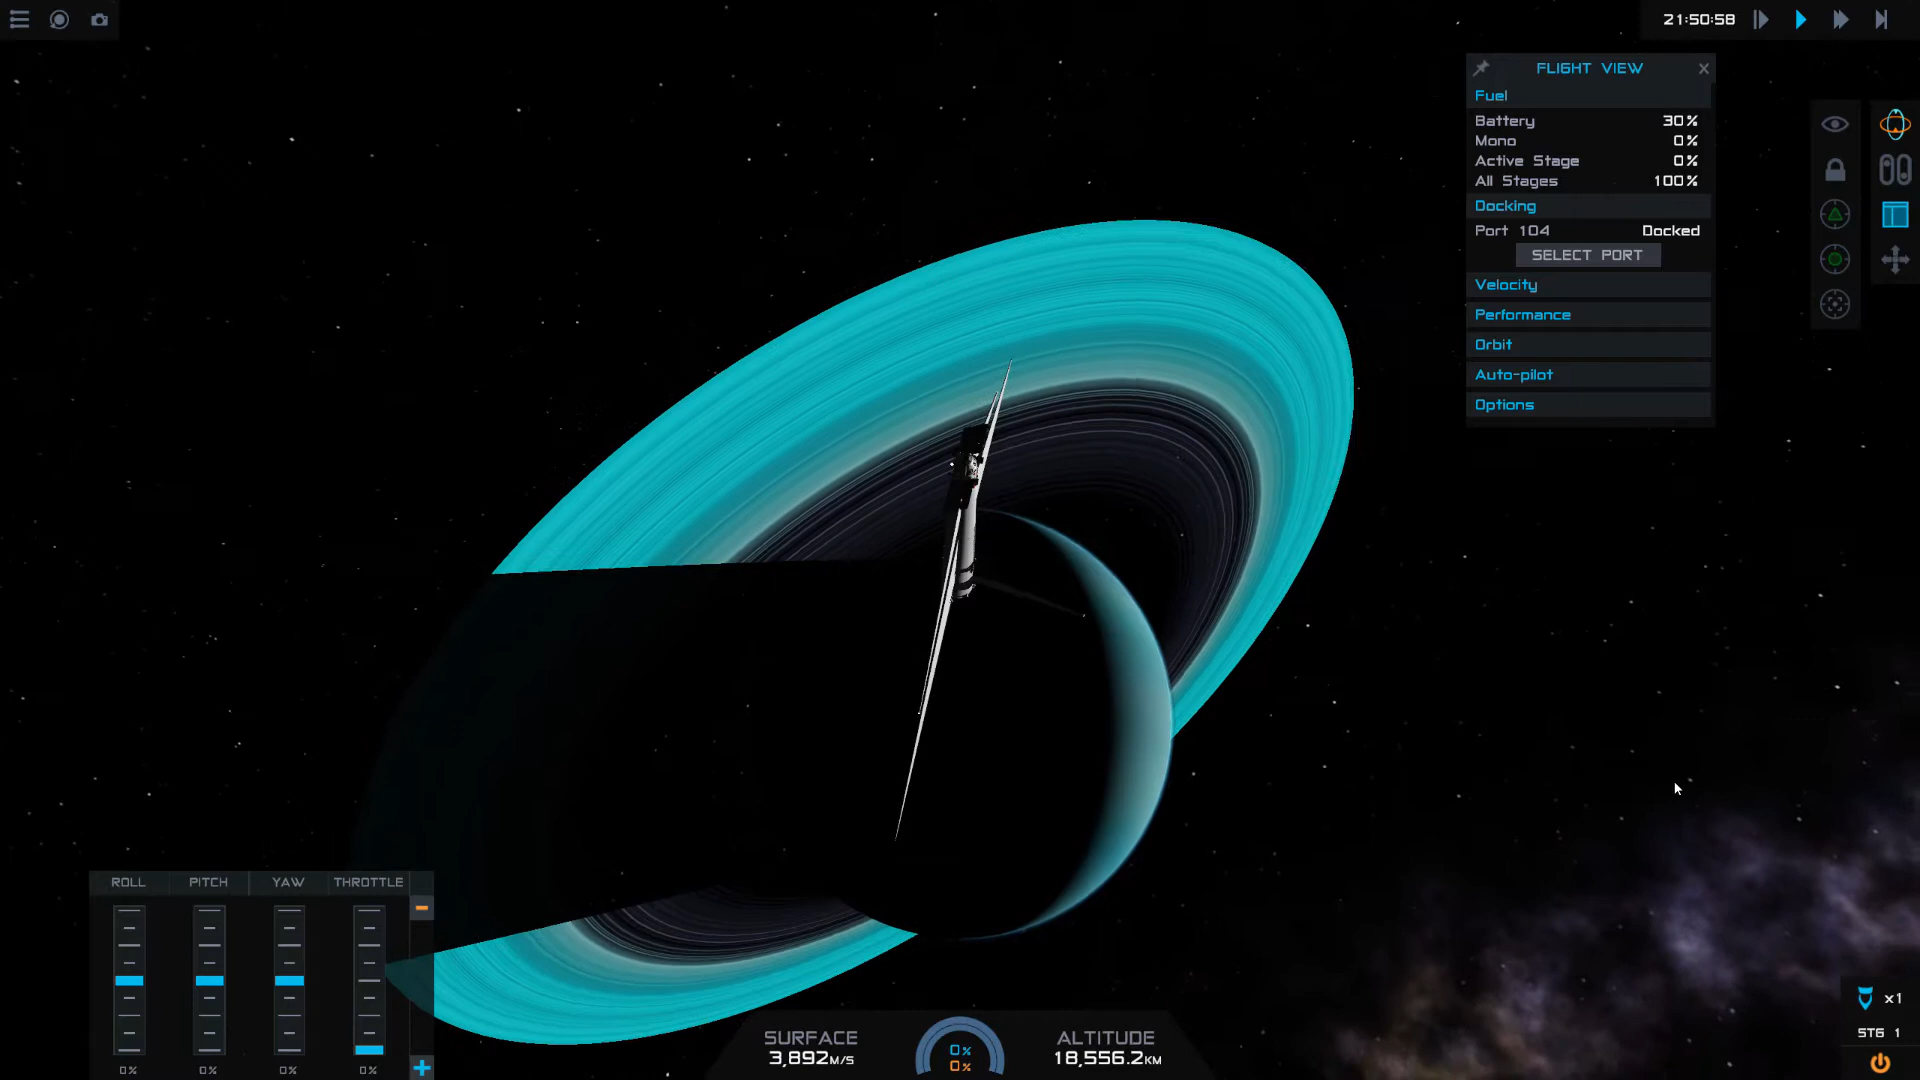 21:50:58
FLIGHT VIEW
Fuel
Battery 30%
Mono 0%
Active Stage 0%
All Stages 100%
Docking
Port 104 Docked
SELECT PORT
Velocity
Performance
Orbit
Auto-pilot
Options
ROLL PITCH YAW THROTTLE
0% 0% 0% 0%
SURFACE
3,892M/S
0%
0%
ALTITUDE
18,556.2KM
x1
STG 1